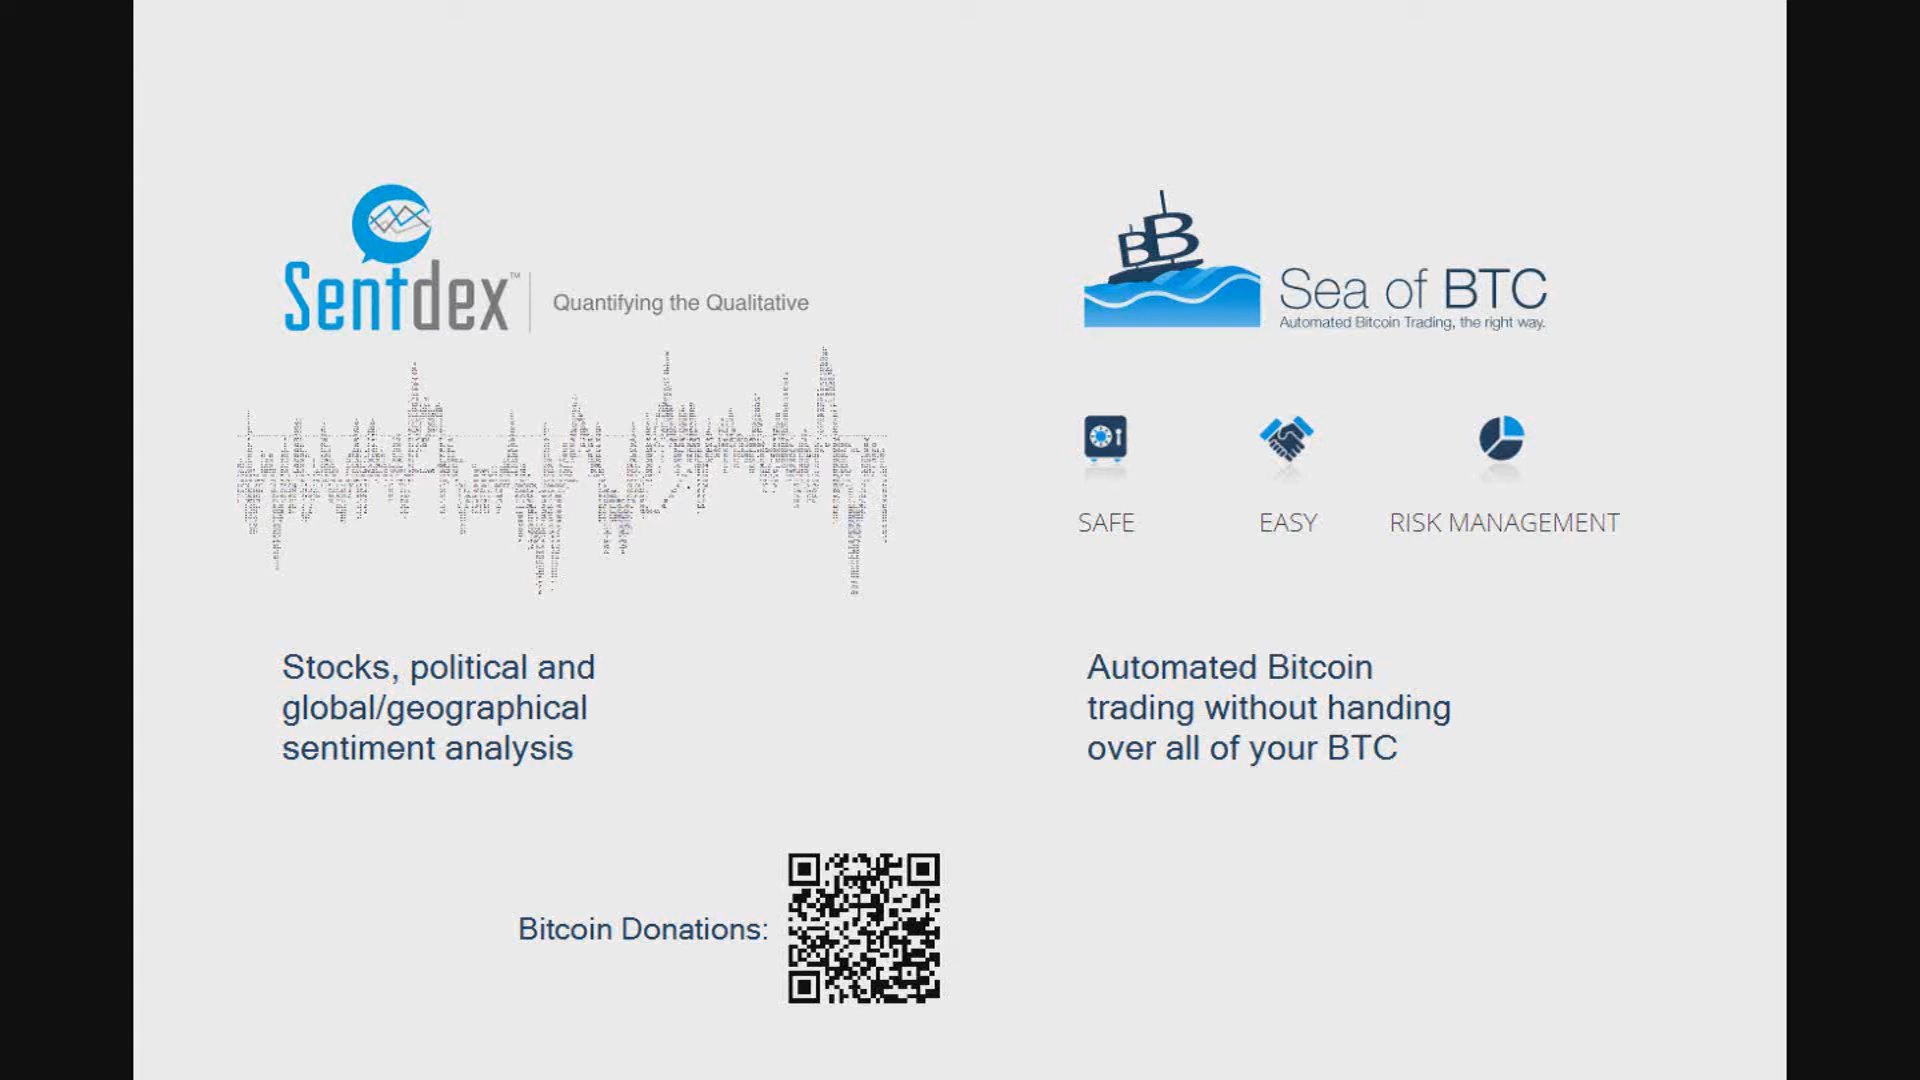 Sentdex™
Quantifying the Qualitative
Stocks, political and
global/geographical
sentiment analysis
BB
Sea of BTC
Automated Bitcoin Trading, the right way.
SAFE
EASY
RISK MANAGEMENT
Automated Bitcoin
trading without handing
over all of your BTC
Bitcoin Donations: